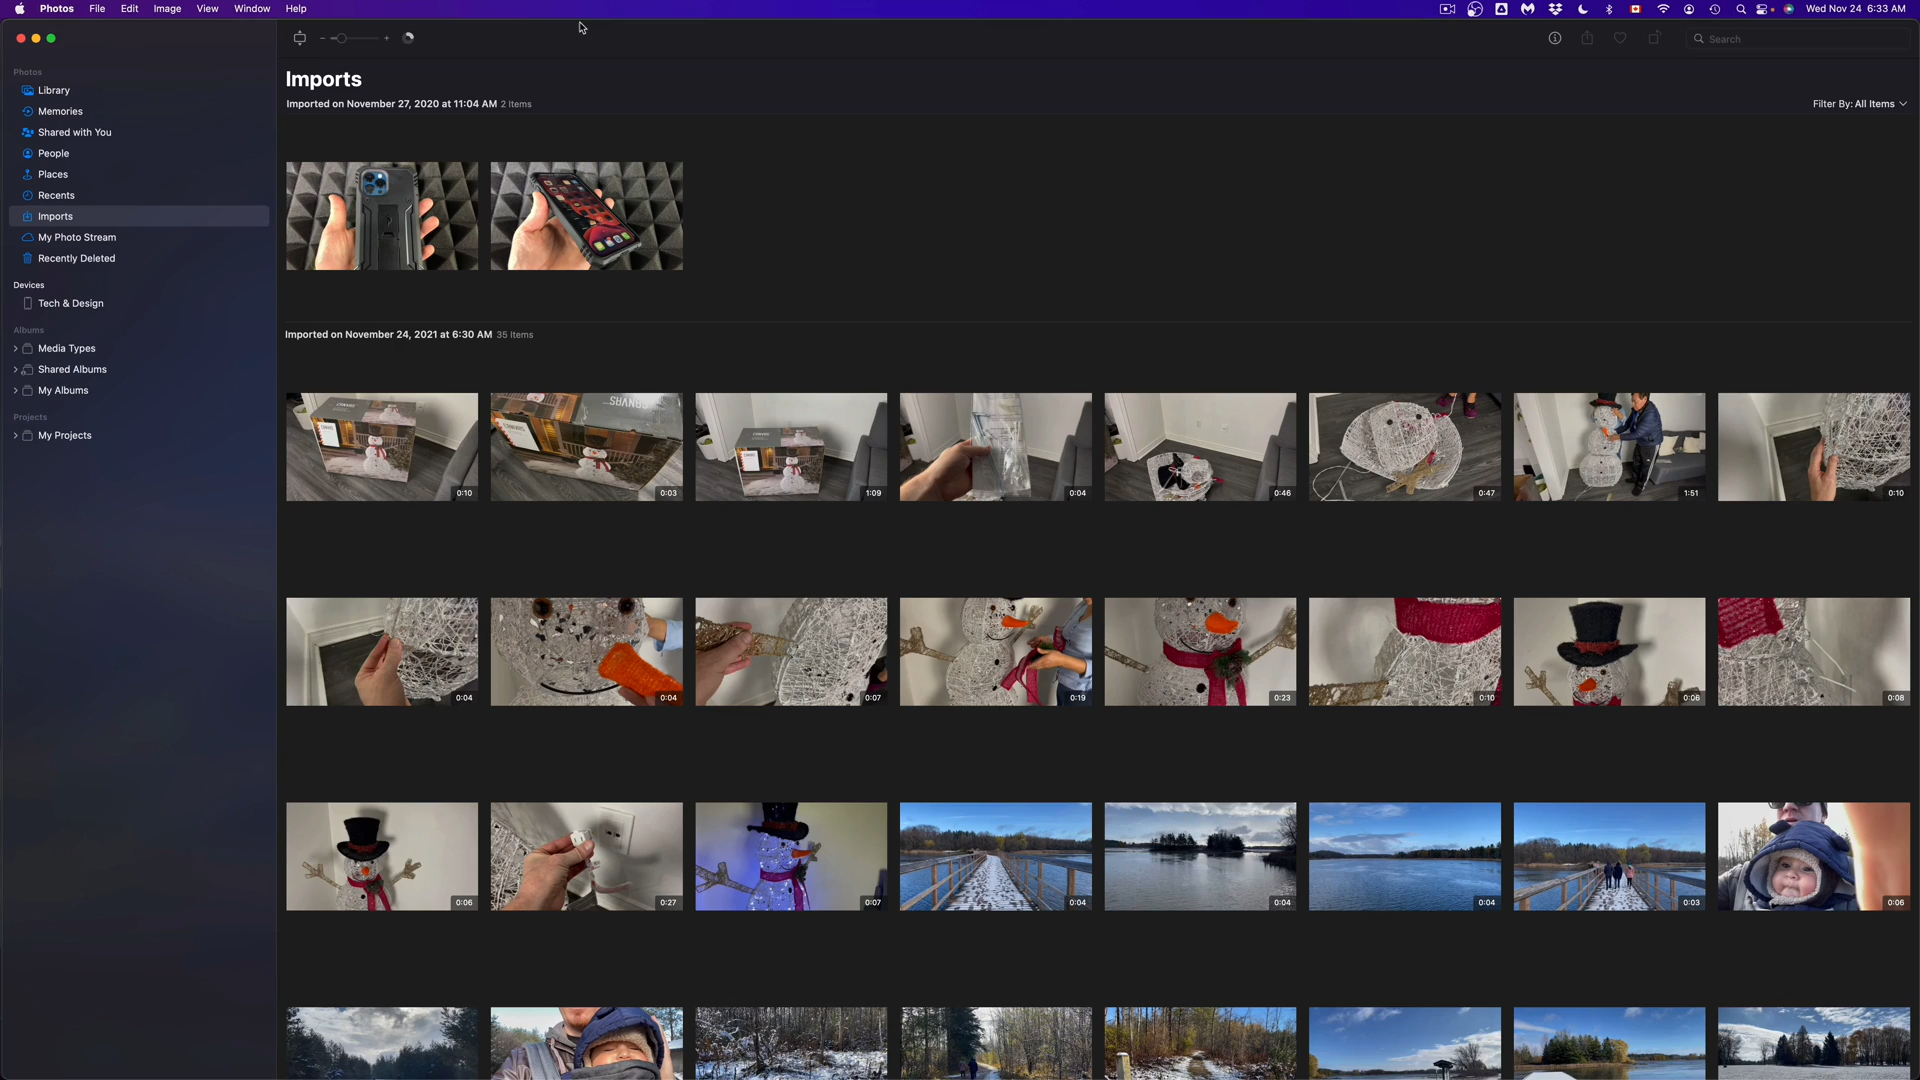 Photos File Edit Image View Window Help
Wed Nov 24 6:33 AM
Search
Photos
Library
Memories
Shared with You
People
Places
Recents
Imports
My Photo Stream
Recently Deleted
Devices
Tech & Design
Albums
Media Types
Shared Albums
My Albums
Projects
My Projects
Imports
Imported on November 27, 2020 at 11:04 AM 2 Items
Filter By: All Items
Imported on November 24, 2021 at 6:30 AM 35 Items
CANVAS
0:10 0:03 1:09 0:04 0:46 0:47 1:51 0:10
0:04 0:04 0:07 0:19 0:23 0:10 0:06 0:08
0:06 0:27 0:07 0:04 0:04 0:04 0:03 0:06